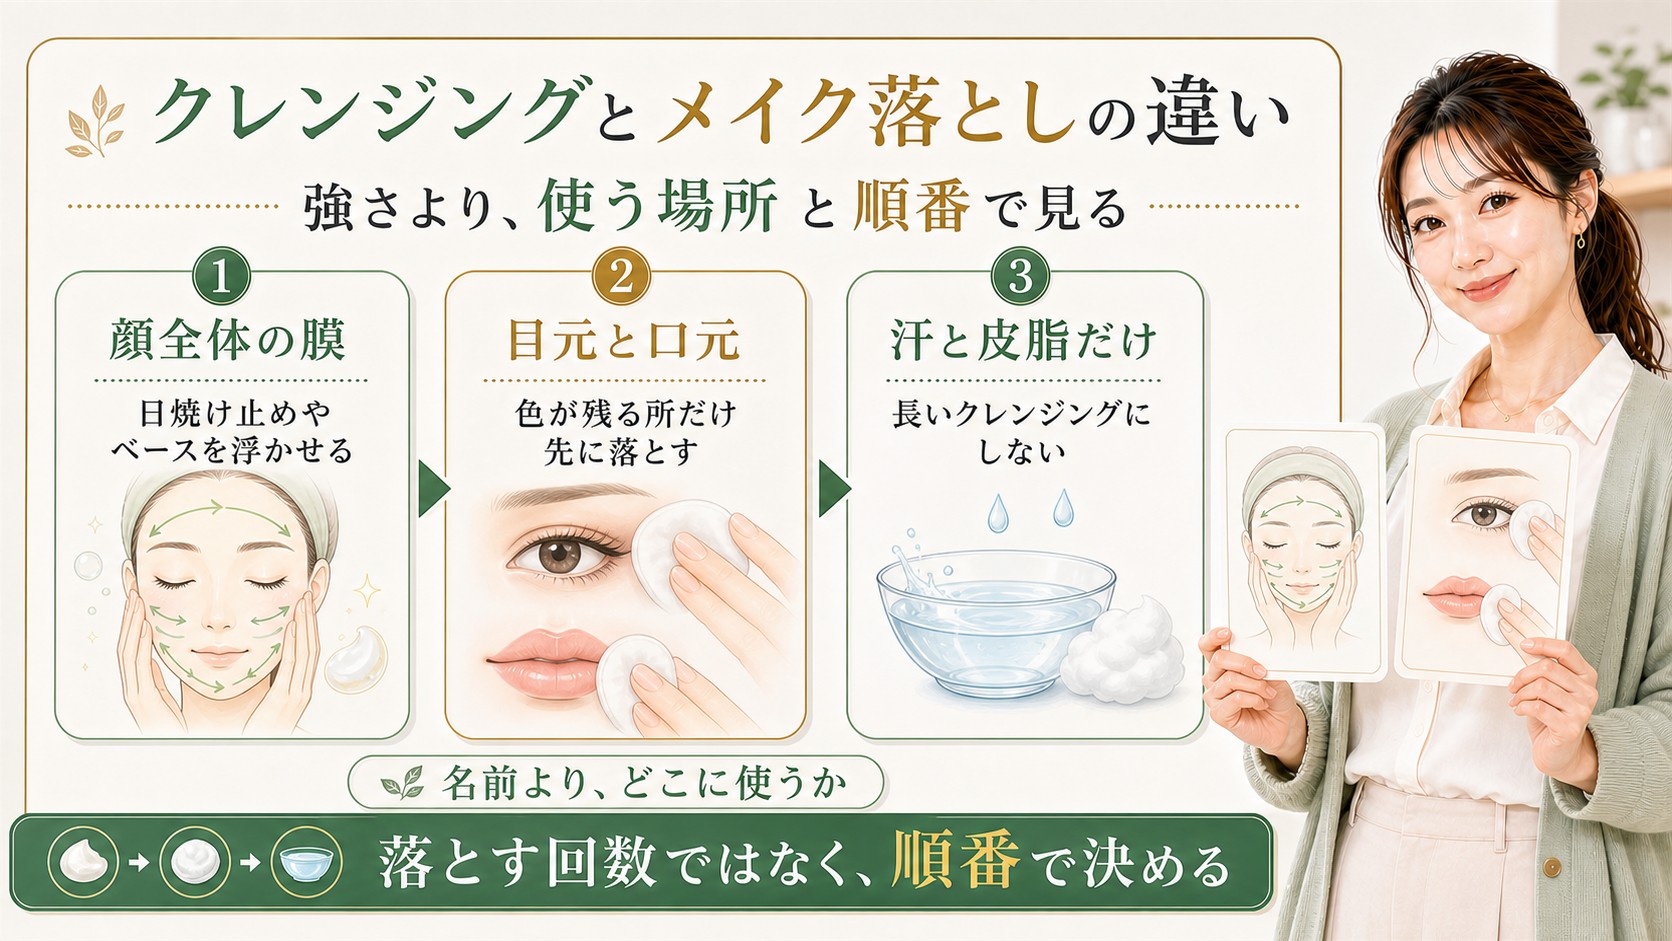 クレンジングとメイク落としの違い
強さより、使う場所と順番で見る
1
顔全体の膜
日焼け止めや
ベースを浮かせる
2
目元と口元
色が残る所だけ
先に落とす
3
汗と皮脂だけ
長いクレンジングに
しない
名前より、どこに使うか
落とす回数ではなく、順番で決める